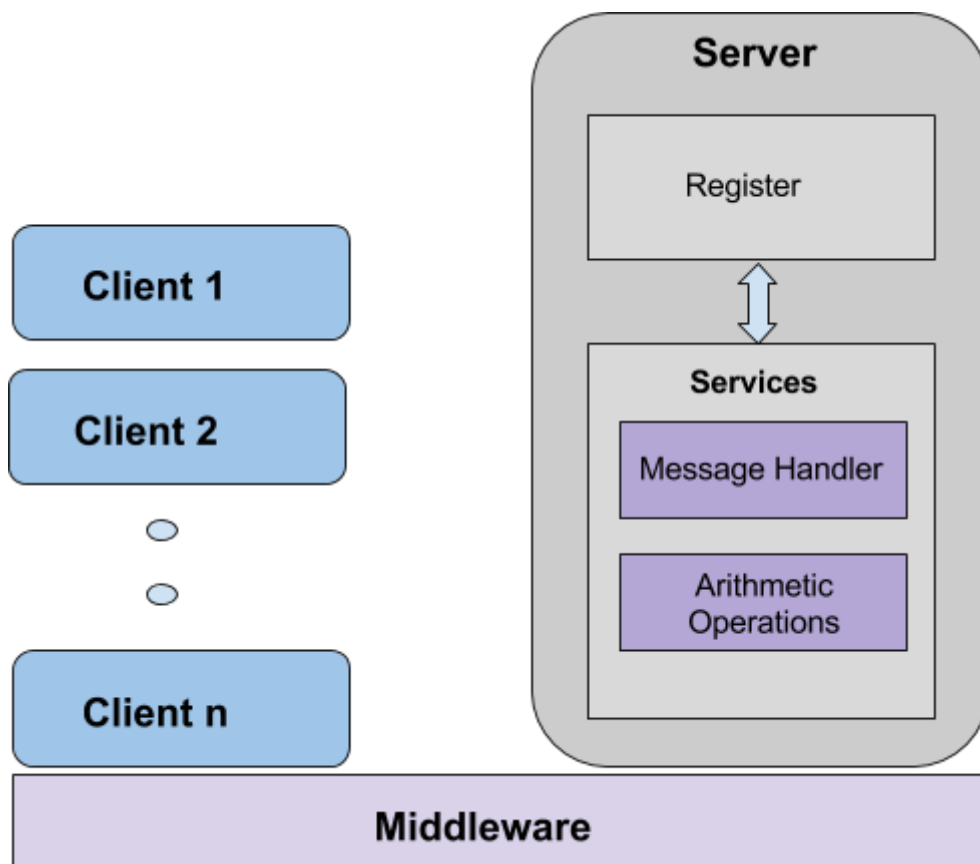 Server
Register
Client 1
Client 2
Client n
Services
Message Handler
Arithmetic
Operations
Middleware